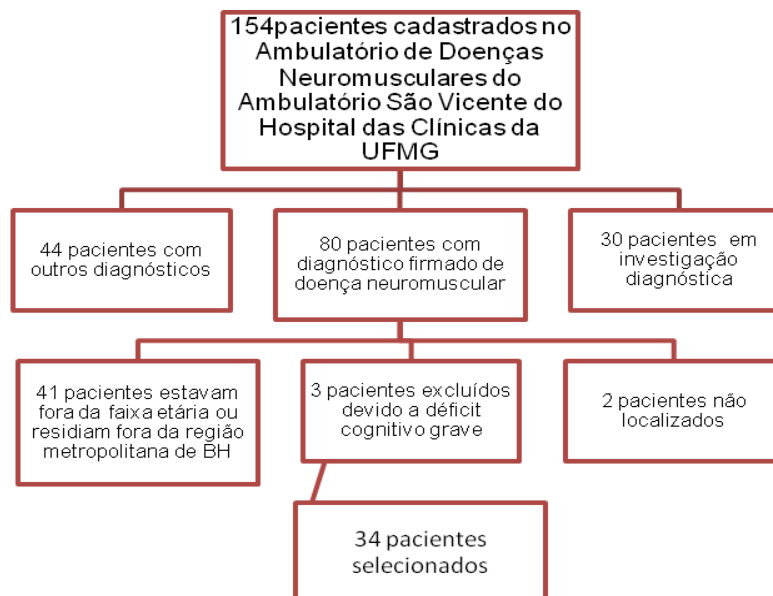 154pacientes cadastrados no
Ambulatório de Doenças
Neuromusculares do
Ambulatório São Vicente do
Hospital das Clínicas da
UFMG
44 pacientes com
outros diagnósticos
80 pacientes com
diagnóstico firmado de
doença neuromuscular
30 pacientes em
investigação
diagnóstica
41 pacientes estavam
fora da faixa etária ou
residiam fora da região
metropolitana de BH
3 pacientes excluídos
devido a déficit
cognitivo grave
2 pacientes não
localizados
34 pacientes
selecionados